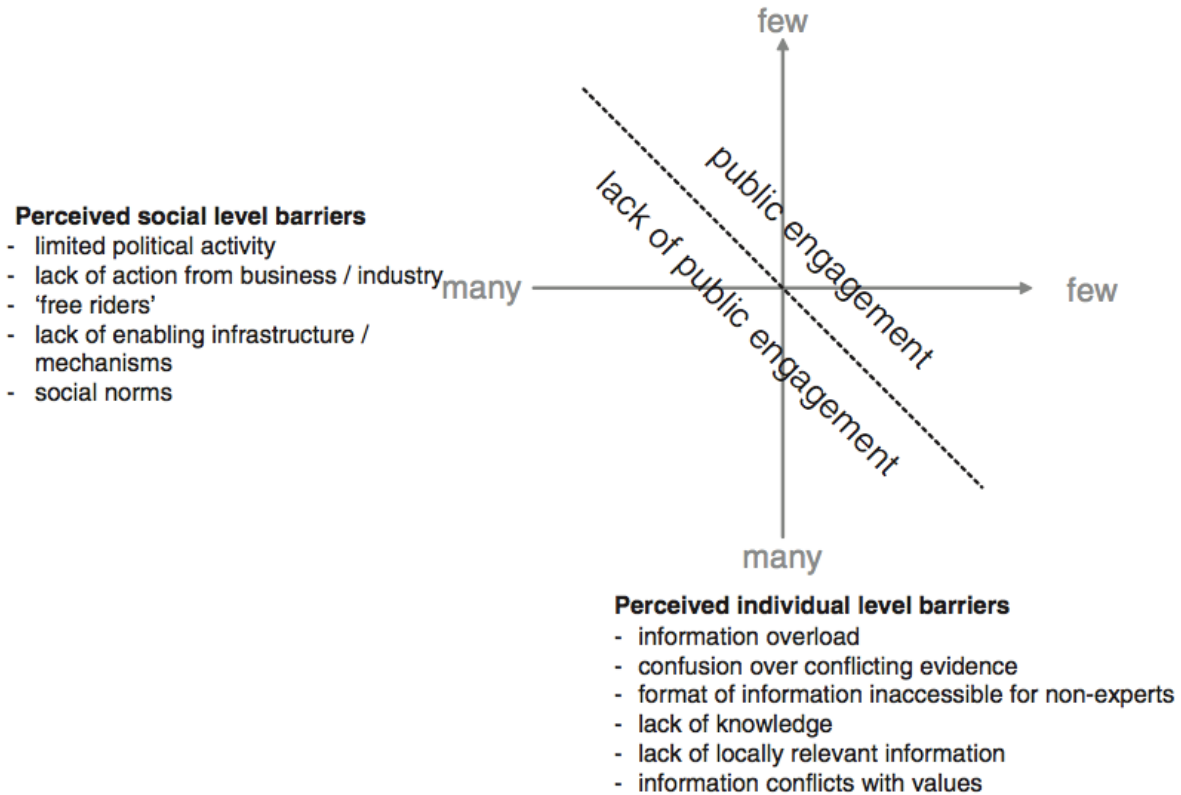 few
public engagement
lack of public engagement
Perceived social level barriers
- limited political activity
- lack of action from business / industry
- ‘free riders’
- lack of enabling infrastructure /
mechanisms
- social norms
many
few
many
Perceived individual level barriers
- information overload
- confusion over conflicting evidence
- format of information inaccessible for non-experts
- lack of knowledge
- lack of locally relevant information
- information conflicts with values